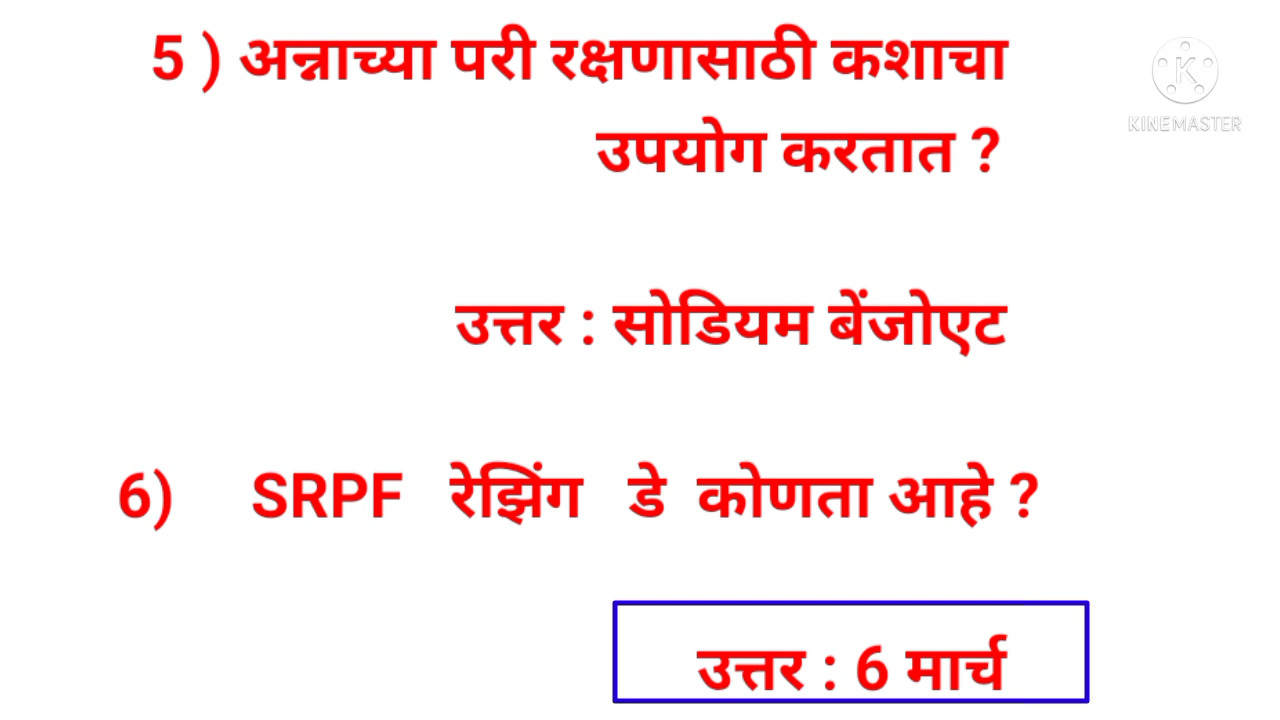 5 ) अन्नाच्या परी रक्षणासाठी कशाचा
उपयोग करतात ?
उत्तर : सोडियम बेंजोएट
6) SRPF रेझिंग डे कोणता आहे ?
उत्तर : 6 मार्च
K
KINEMASTER